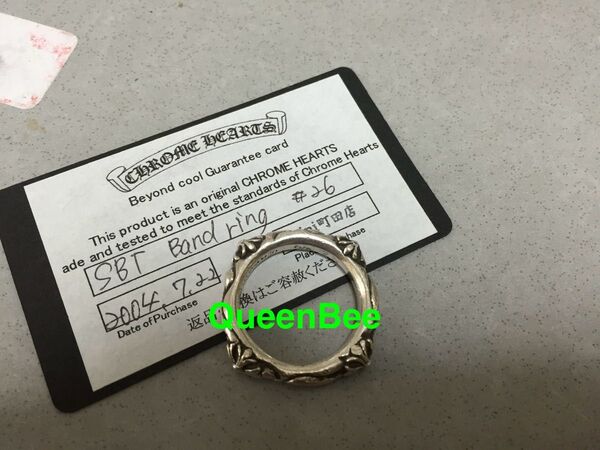 CHROME HEARTS
Beyond cool Guarantee card
This product is an original CHROME HEARTS
ade and tested to meet the standards of Chrome Hearts
SBT Band ring #26
2004.7.22 町田店
Date of Purchase Purchase
返品 換はご容赦くださ
QueenBee